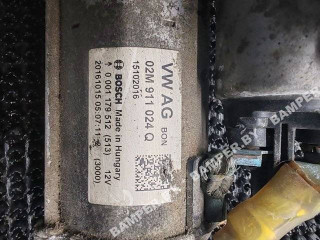 VW AG BON
02M 911 024 Q
15102016
BOSCH Made in Hungary
0 001 179 512 (513) 12V
20161015 05:07-11 (3000)
BAMPER.BY